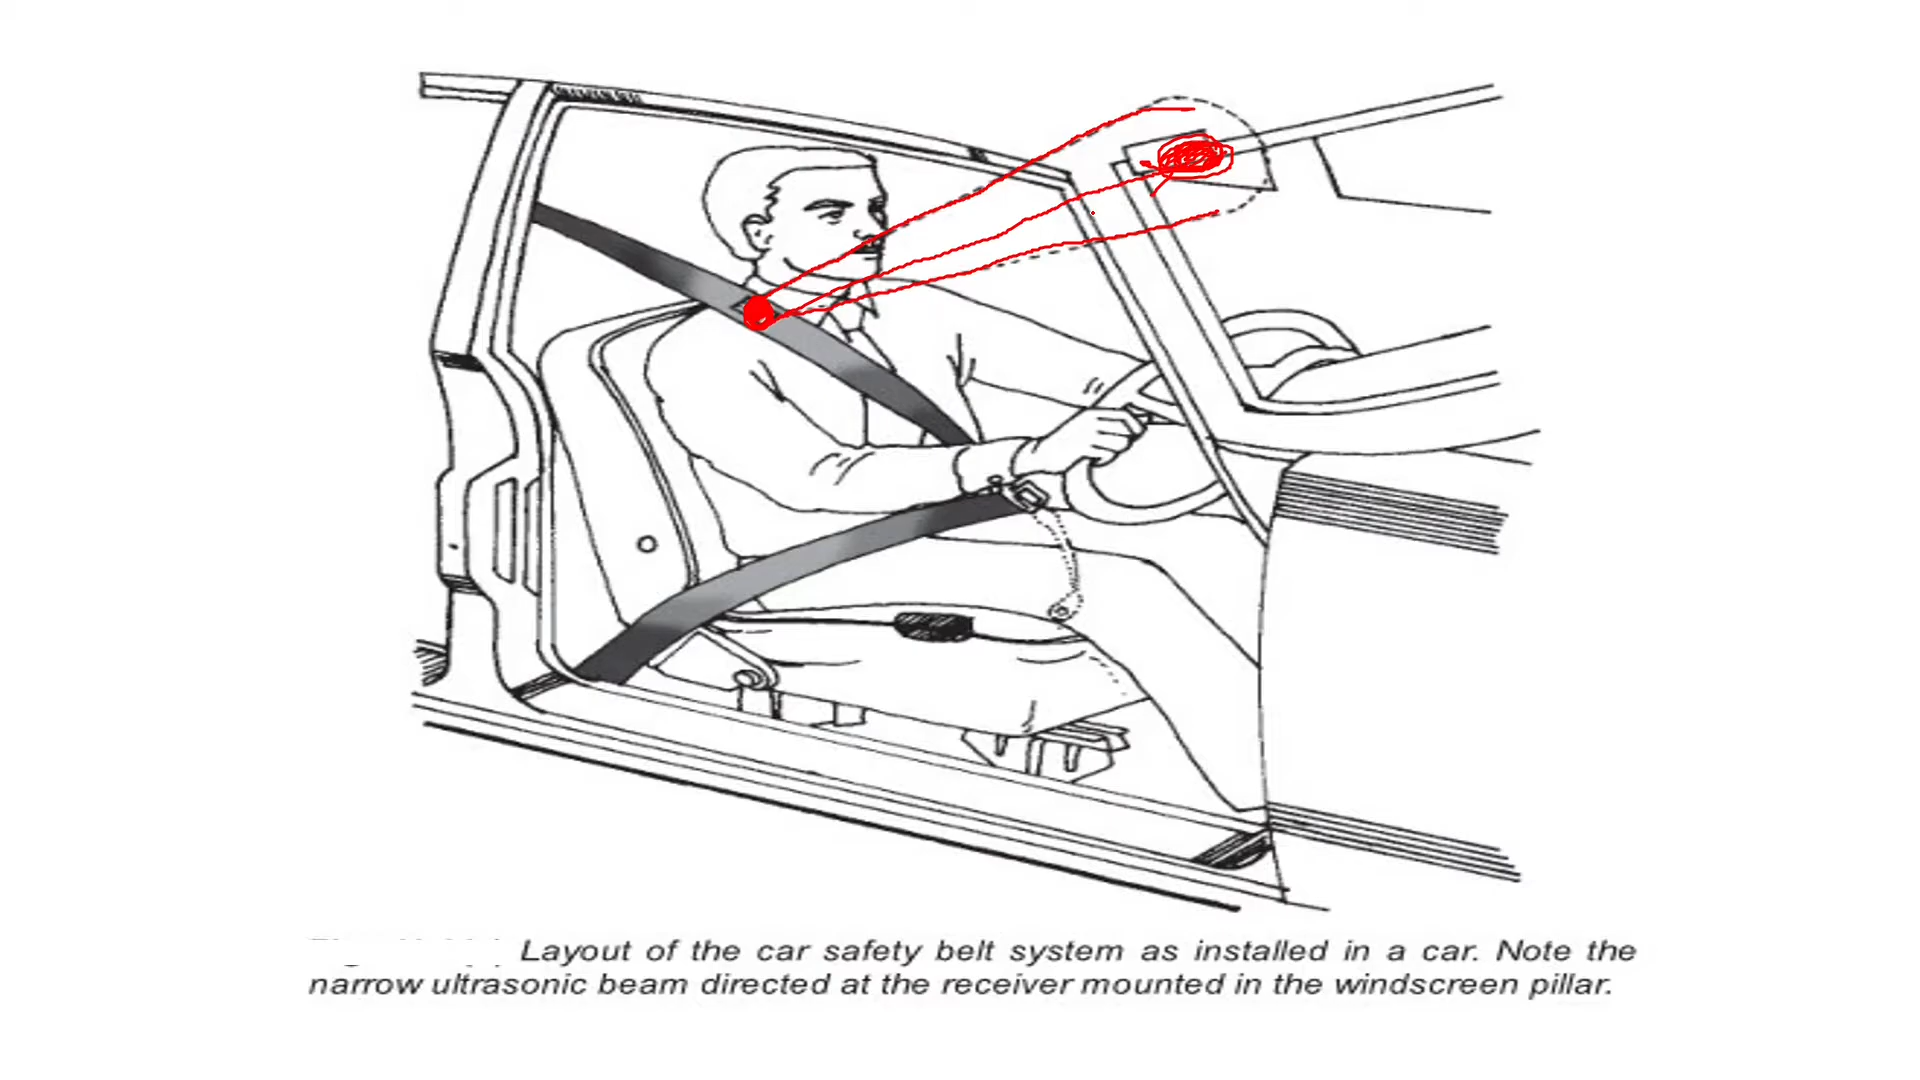 Layout of the car safety belt system as installed in a car. Note the
narrow ultrasonic beam directed at the receiver mounted in the windscreen pillar.